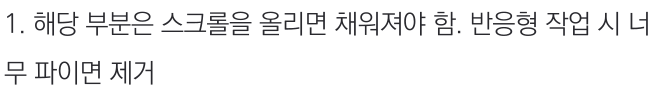 1. 해당 부분은 스크롤을 올리면 채워져야 함. 반응형 작업 시 너
무 파이면 제거